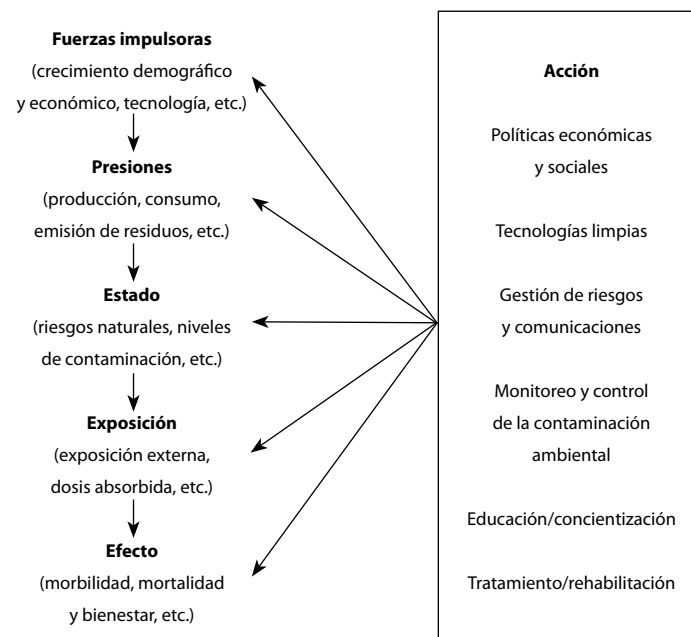 Fuerzas impulsoras
(crecimiento demográfico
y económico, tecnología, etc.)
Presiones
(producción, consumo,
emisión de residuos, etc.)
Estado
(riesgos naturales, niveles
de contaminación, etc.)
Exposición
(exposición externa,
dosis absorbida, etc.)
Efecto
(morbilidad, mortalidad
y bienestar, etc.)
Acción
Políticas económicas
y sociales
Tecnologías limpias
Gestión de riesgos
y comunicaciones
Monitoreo y control
de la contaminación
ambiental
Educación/concientización
Tratamiento/rehabilitación